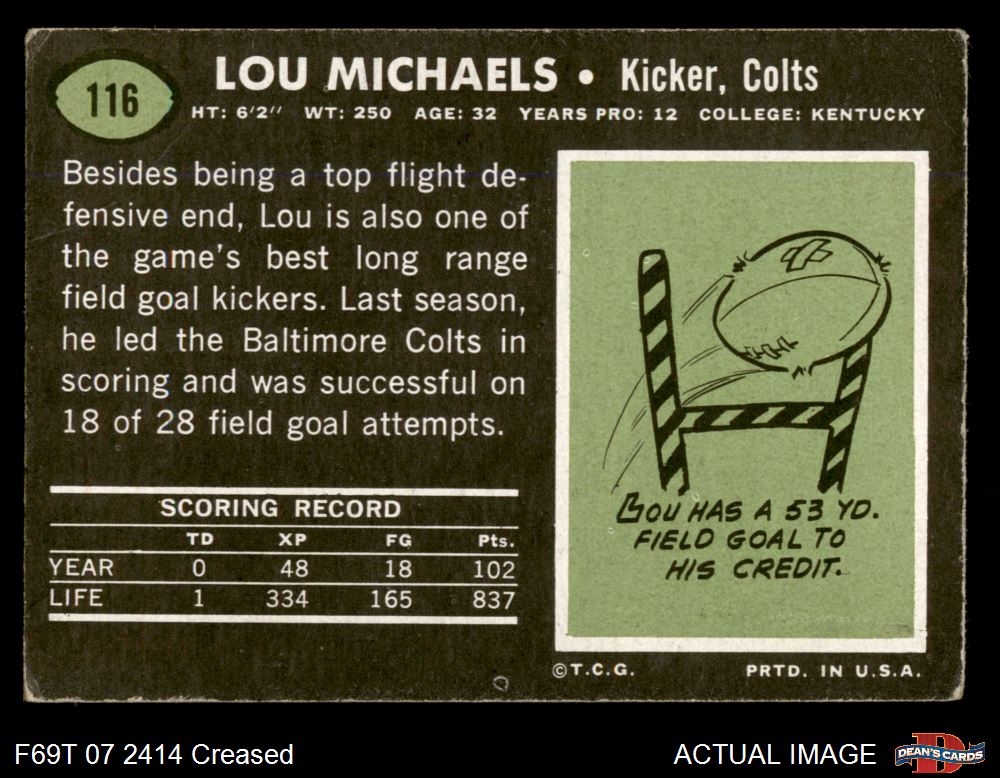 116
LOU MICHAELS • Kicker, Colts
HT: 6'2" WT: 250 AGE: 32 YEARS PRO: 12 COLLEGE: KENTUCKY
Besides being a top flight de-
fensive end, Lou is also one of
the game's best long range
field goal kickers. Last season,
he led the Baltimore Colts in
scoring and was successful on
18 of 28 field goal attempts.
SCORING RECORD
TD XP FG Pts.
YEAR 0 48 18 102
LIFE 1 334 165 837
LOU HAS A 53 YD.
FIELD GOAL TO
HIS CREDIT.
©T.C.G. PRTD. IN U.S.A.
F69T 07 2414 Creased
ACTUAL IMAGE
DEAN'S CARDS